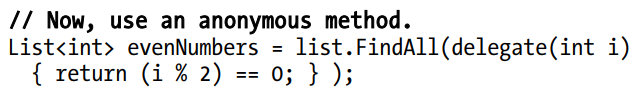 // Now, use an anonymous method.
List<int> evenNumbers = list.FindAll(delegate(int i)
{ return (i % 2) == 0; } );